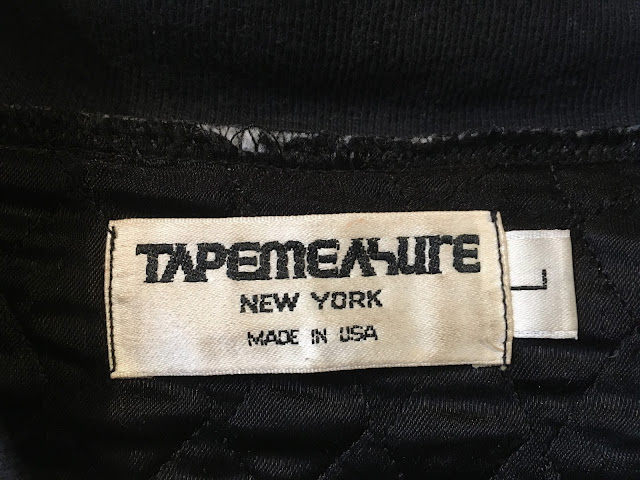 TAPEMEASURE
NEW YORK
MADE IN USA
L